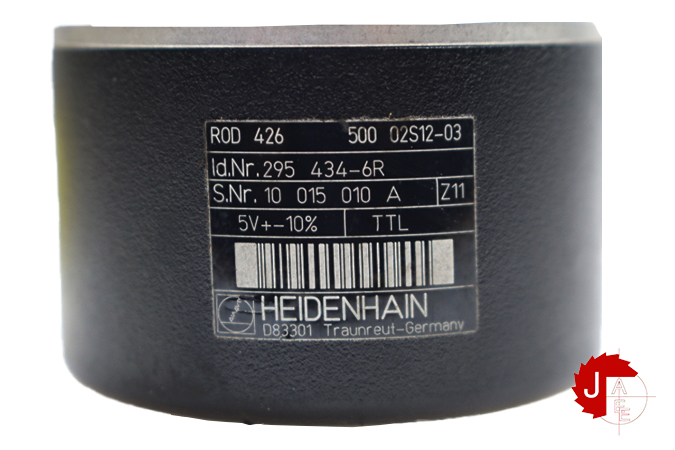 ROD 426 500 02S12-03
Id.Nr. 295 434-6R
S.Nr. 10 015 010 A Z11
5V+-10% TTL
HEIDENHAIN
D83301 Traunreut-Germany
JAEE